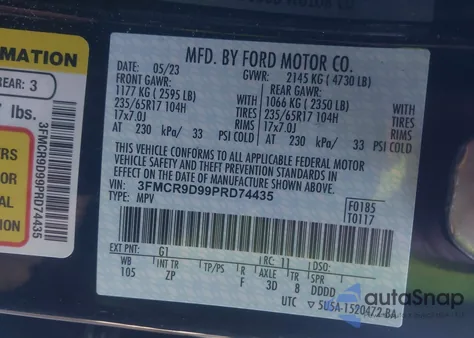 MATION
REAR: 3
lbs.
3FMCR9D99PRD74435
MFD. BY FORD MOTOR CO.
DATE: 05/23 GVWR: 2145 KG ( 4730 LB)
FRONT GAWR: REAR GAWR:
1177 KG ( 2595 LB) 1066 KG ( 2350 LB)
235/65R17 104H TIRES 235/65R17 104H TIRES
17x7.0J RIMS 17x7.0J RIMS
AT 230 kPa/ 33 PSI COLD AT 230 kPa/ 33 PSI COLD
THIS VEHICLE CONFORMS TO ALL APPLICABLE FEDERAL MOTOR
VEHICLE SAFETY AND THEFT PREVENTION STANDARDS IN
EFFECT ON THE DATE OF MANUFACTURE SHOWN ABOVE.
VIN: 3FMCR9D99PRD74435
TYPE: MPV
F0185
T0117
EXT PNT: G1 RC: 11 DSO:
WB INT TR TP/PS R AXLE TR SPR
105 ZP F 3D 8 DDDD
UTC
5USA-1520472-BA
autoSnap